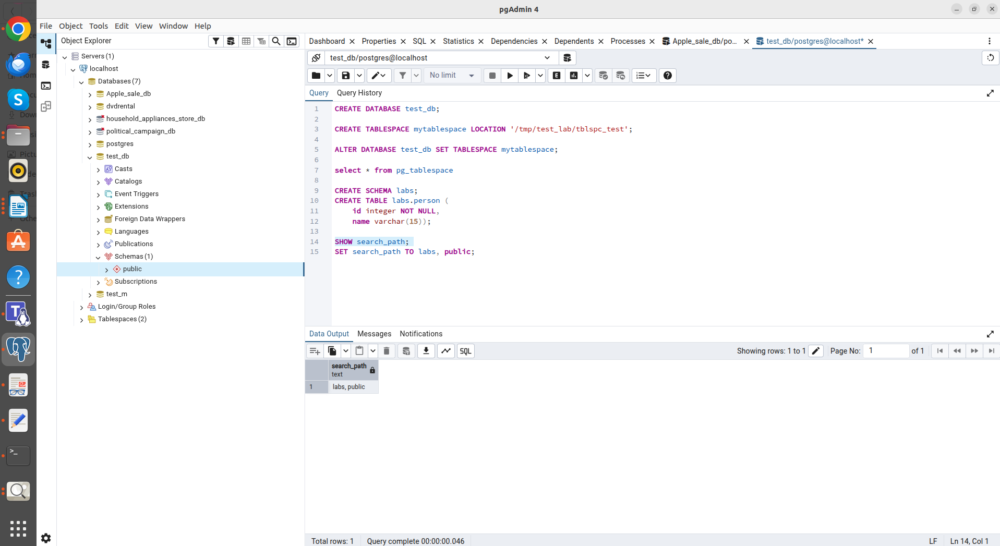 pgAdmin 4
File Object Tools Edit View Window Help
Object Explorer
Dashboard Properties SQL Statistics Dependencies Dependents Processes Apple_sale_db/po... test_db/postgres@localhost*
Servers (1)
localhost
Databases (7)
Apple_sale_db
dvdrental
household_appliances_store_db
political_campaign_db
postgres
test_db
Casts
Catalogs
Event Triggers
Extensions
Foreign Data Wrappers
Languages
Publications
Schemas (1)
public
Subscriptions
test_m
Login/Group Roles
Tablespaces (2)
test_db/postgres@localhost
No limit
E
Query Query History
1 CREATE DATABASE test_db;
2
3 CREATE TABLESPACE mytablespace LOCATION '/tmp/test_lab/tblspc_test';
4
5 ALTER DATABASE test_db SET TABLESPACE mytablespace;
6
7 select * from pg_tablespace
8
9 CREATE SCHEMA labs;
10 CREATE TABLE labs.person (
11 id integer NOT NULL,
12 name varchar(15));
13
14 SHOW search_path;
15 SET search_path TO labs, public;
Data Output Messages Notifications
SQL
Showing rows: 1 to 1 Page No: 1 of 1
search_path
text
1 labs, public
Total rows: 1 Query complete 00:00:00.046 LF Ln 14, Col 1